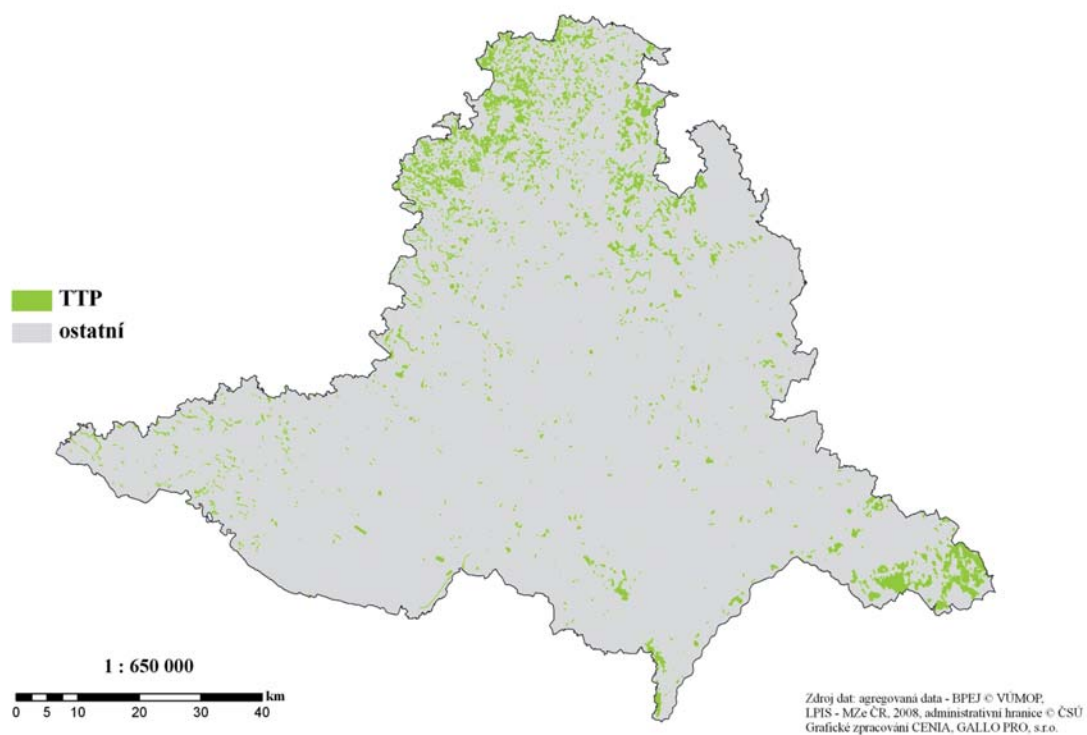 TTP
ostatní
1 : 650 000
km
0 5 10 20 30 40
Zdroj dat: agregovaná data - BPEJ © VÚMOP,
LPIS - MZe ČR, 2008, administrativní hranice © ČSÚ
Grafické zpracování CENIA, GALLO PRO, s.r.o.